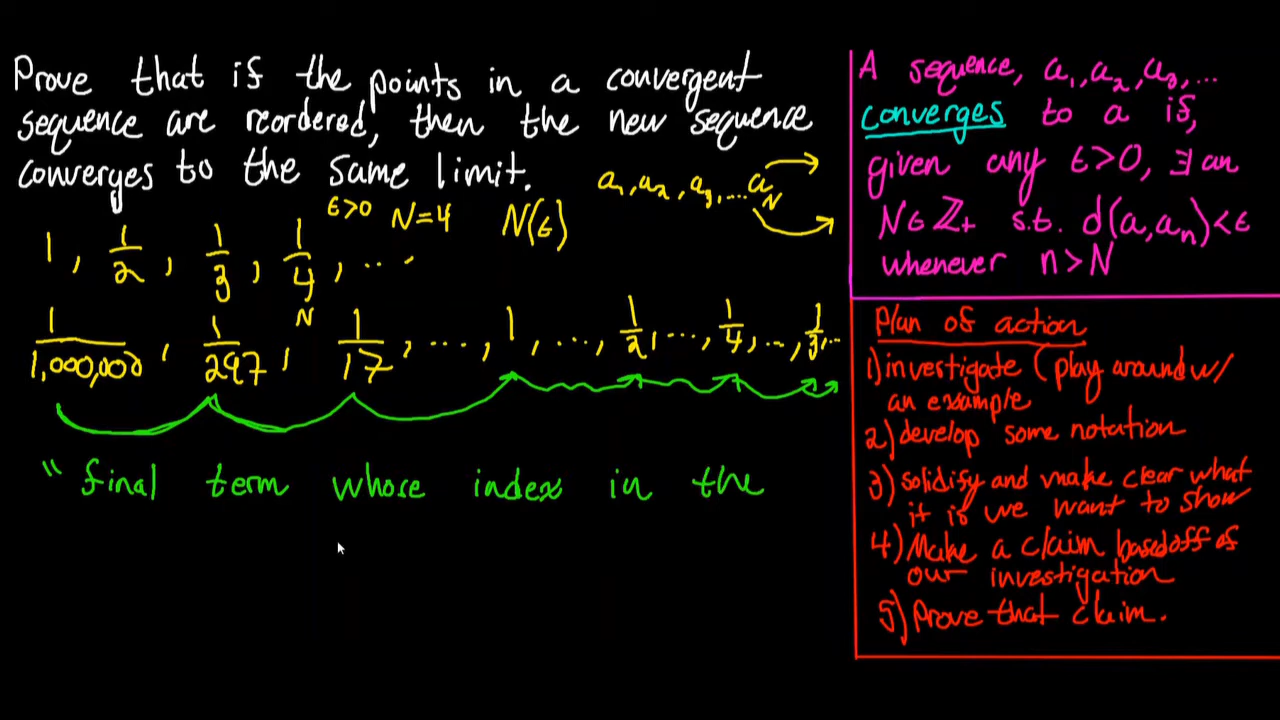 Prove that if the points in a convergent
sequence are reordered, then the new sequence
converges to the same limit.
a₁, a₂, a₃, ... a_N
ε>0 N=4 N(ε)
1, 1/2, 1/3, 1/4, ...
N
1/1,000,000, 1/297, 1/17, ..., 1, ..., 1/2, ..., 1/4, ..., 1/3, ...
"final term whose index in the
A sequence, a₁, a₂, a₃, ...
converges to a if,
given any ε>0, ∃ an
N∈ℤ₊ s.t. d(a,aₙ)<ε
whenever n>N
Plan of action
1) investigate (play around w/
an example
2) develop some notation
3) solidify and make clear what
it is we want to show
4) Make a claim based off of
our investigation
5) Prove that claim.